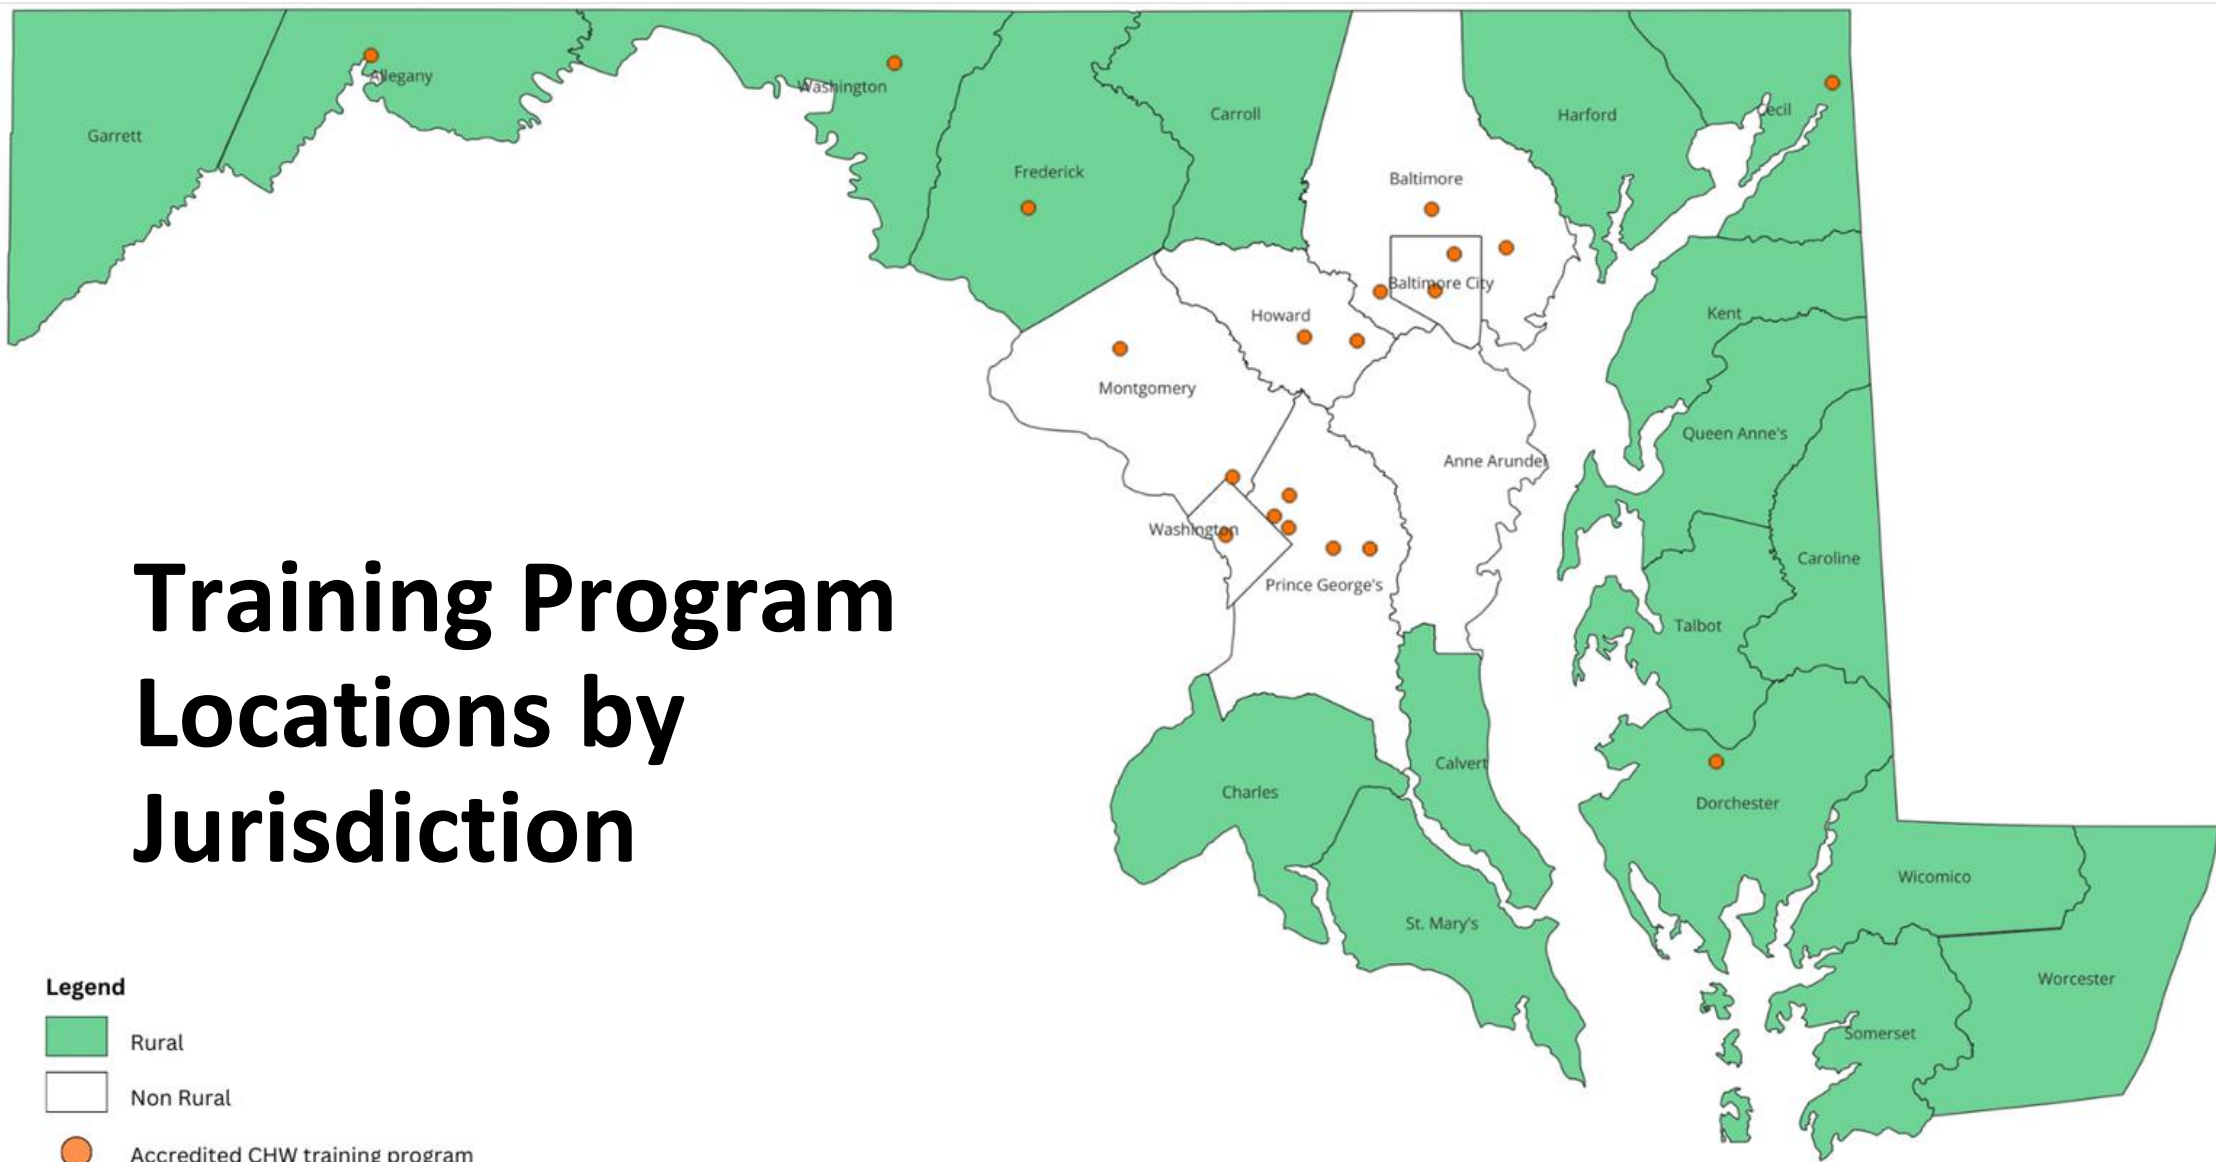 Garrett
Allegany
Washington
Frederick
Carroll
Baltimore
Harford
Cecil
Baltimore City
Howard
Montgomery
Kent
Queen Anne's
Anne Arundel
Washington
Prince George's
Caroline
Talbot
Training Program
Locations by
Jurisdiction
Charles
Calvert
Dorchester
St. Mary's
Wicomico
Worcester
Somerset
Legend
Rural
Non Rural
Accredited CHW training program